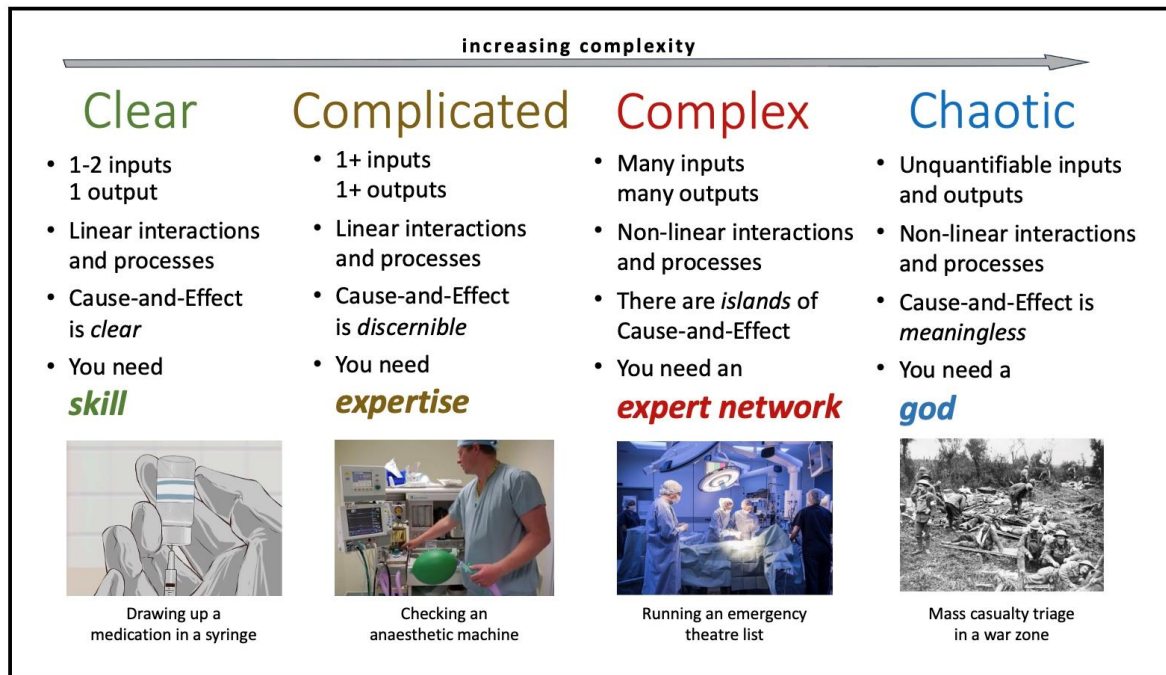 increasing complexity
Clear
• 1-2 inputs
1 output
• Linear interactions
and processes
• Cause-and-Effect
is clear
• You need
skill
Drawing up a
medication in a syringe
Complicated
• 1+ inputs
1+ outputs
• Linear interactions
and processes
• Cause-and-Effect
is discernible
• You need
expertise
Checking an
anaesthetic machine
Complex
• Many inputs
many outputs
• Non-linear interactions
and processes
• There are islands of
Cause-and-Effect
• You need an
expert network
Running an emergency
theatre list
Chaotic
• Unquantifiable inputs
and outputs
• Non-linear interactions
and processes
• Cause-and-Effect is
meaningless
• You need a
god
Mass casualty triage
in a war zone